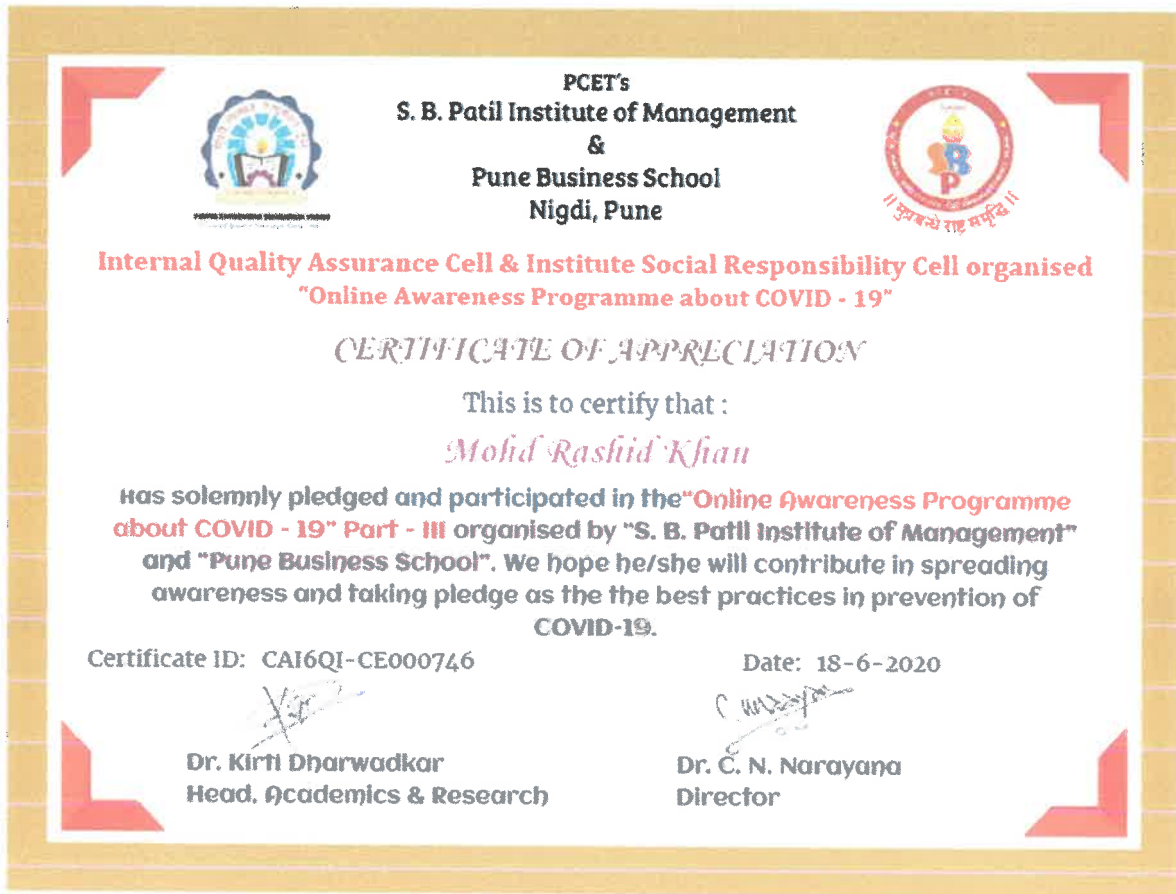 PCET's
S. B. Patil Institute of Management
&
Pune Business School
Nigdi, Pune
SBP
|| सुप्रबन्धे राष्ट्र समृद्धि ||
Internal Quality Assurance Cell & Institute Social Responsibility Cell organised
"Online Awareness Programme about COVID - 19"
CERTIFICATE OF APPRECIATION
This is to certify that :
Mohd Rashid Khan
Has solemnly pledged and participated in the"Online Awareness Programme
about COVID - 19" Part - III organised by "S. B. Patil Institute of Management"
and "Pune Business School". We hope he/she will contribute in spreading
awareness and taking pledge as the the best practices in prevention of
COVID-19.
Certificate ID: CAI6QI-CE000746
Date: 18-6-2020
Dr. Kirti Dharwadkar
Head, Academics & Research
Dr. C. N. Narayana
Director